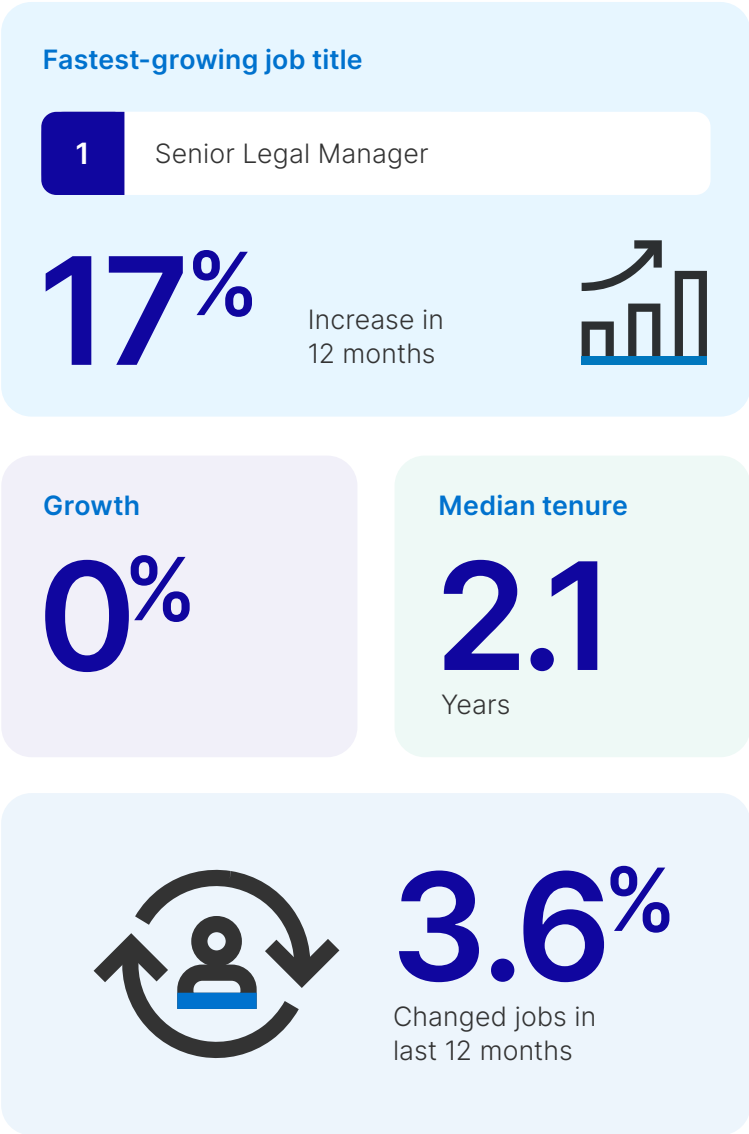 Fastest-growing job title
1 Senior Legal Manager
17%
Increase in
12 months
Growth
0%
Median tenure
2.1
Years
3.6%
Changed jobs in
last 12 months